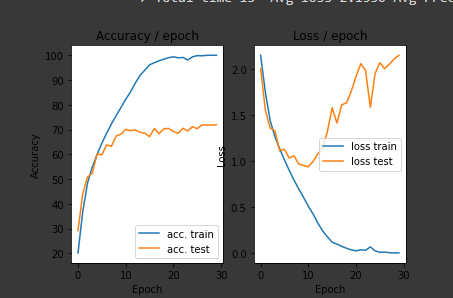 Accuracy / epoch
100
90
80
70
60
50
40
30
20
Accuracy
acc. train
acc. test
0
10
20
30
Epoch
Loss / epoch
2.0
1.5
1.0
0.5
0.0
Loss
loss train
loss test
0
10
20
30
Epoch